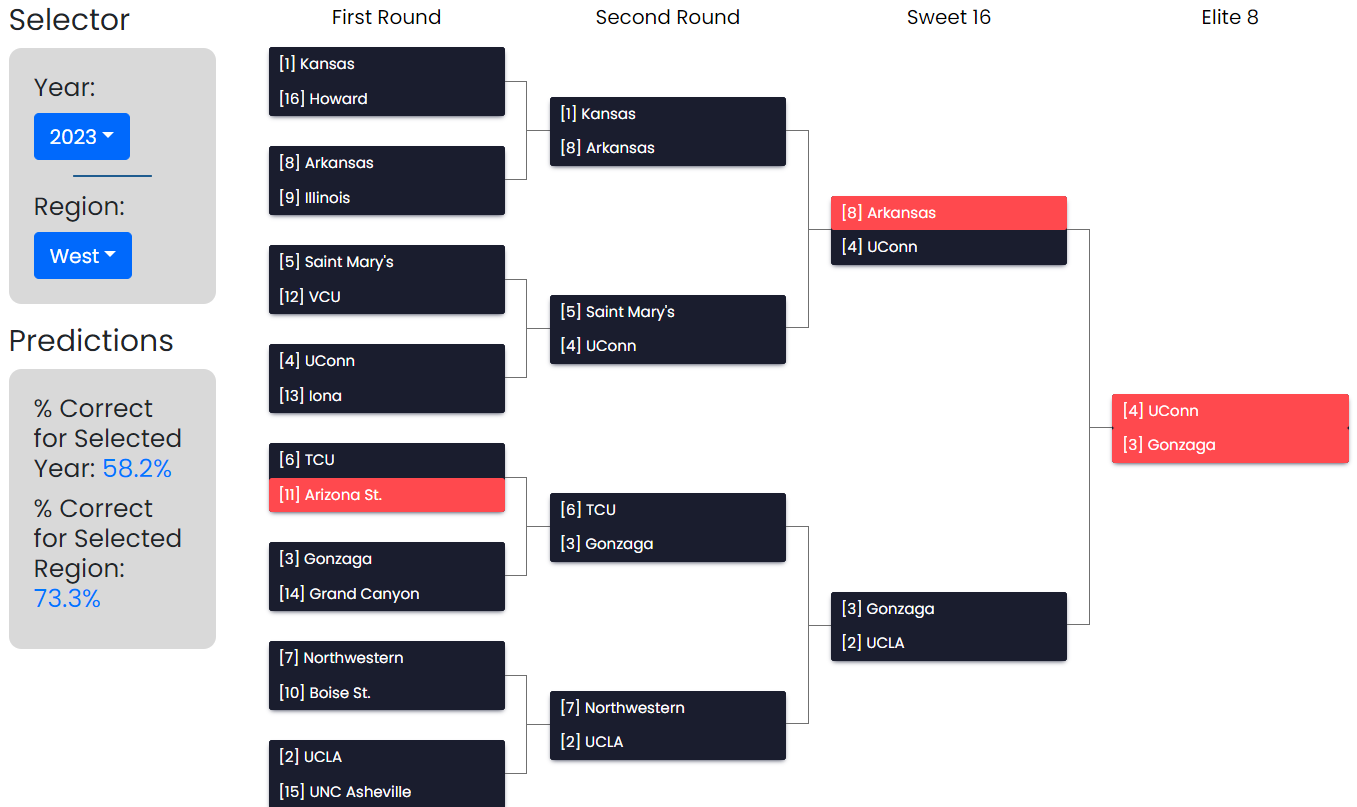 Selector
Year:
2023
Region:
West
Predictions
% Correct
for Selected
Year: 58.2%
% Correct
for Selected
Region:
73.3%
First Round
[1] Kansas
[16] Howard
[8] Arkansas
[9] Illinois
[5] Saint Mary's
[12] VCU
[4] UConn
[13] Iona
[6] TCU
[11] Arizona St.
[3] Gonzaga
[14] Grand Canyon
[7] Northwestern
[10] Boise St.
[2] UCLA
[15] UNC Asheville
Second Round
[1] Kansas
[8] Arkansas
[5] Saint Mary's
[4] UConn
[6] TCU
[3] Gonzaga
[7] Northwestern
[2] UCLA
Sweet 16
[8] Arkansas
[4] UConn
[3] Gonzaga
[2] UCLA
Elite 8
[4] UConn
[3] Gonzaga